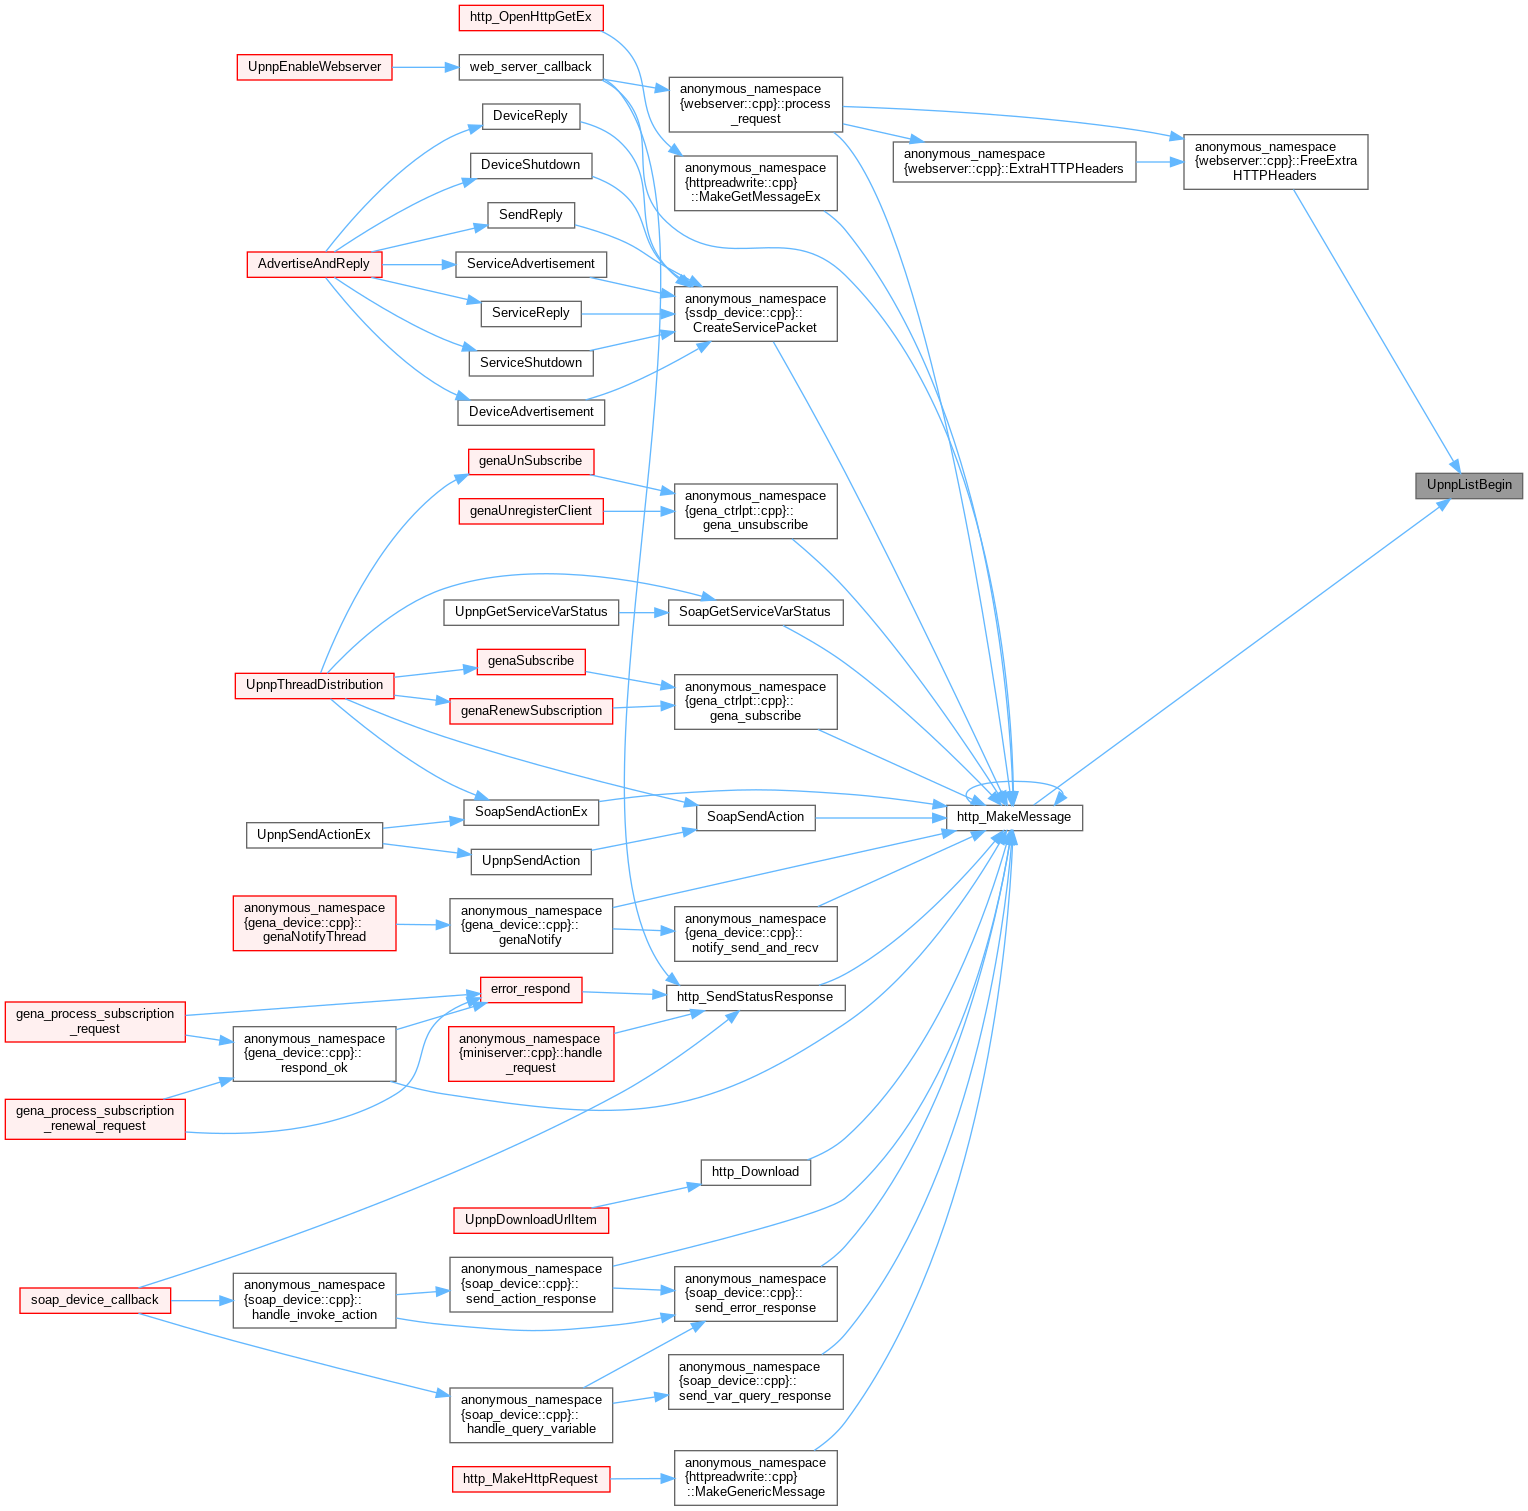 http_OpenHttpGetEx
UpnpEnableWebserver
web_server_callback
anonymous_namespace
{webserver::cpp}::process
_request
DeviceReply
anonymous_namespace
{webserver::cpp}::ExtraHTTPHeaders
anonymous_namespace
{webserver::cpp}::FreeExtra
HTTPHeaders
DeviceShutdown
anonymous_namespace
{httpreadwrite::cpp}
::MakeGetMessageEx
SendReply
AdvertiseAndReply
ServiceAdvertisement
ServiceReply
anonymous_namespace
{ssdp_device::cpp}::
CreateServicePacket
ServiceShutdown
DeviceAdvertisement
genaUnSubscribe
UpnpListBegin
genaUnregisterClient
anonymous_namespace
{gena_ctrlpt::cpp}::
gena_unsubscribe
UpnpGetServiceVarStatus
SoapGetServiceVarStatus
genaSubscribe
UpnpThreadDistribution
genaRenewSubscription
anonymous_namespace
{gena_ctrlpt::cpp}::
gena_subscribe
SoapSendActionEx
SoapSendAction
http_MakeMessage
UpnpSendActionEx
UpnpSendAction
anonymous_namespace
{gena_device::cpp}::
genaNotifyThread
anonymous_namespace
{gena_device::cpp}::
genaNotify
anonymous_namespace
{gena_device::cpp}::
notify_send_and_recv
error_respond
http_SendStatusResponse
gena_process_subscription
_request
anonymous_namespace
{gena_device::cpp}::
respond_ok
anonymous_namespace
{miniserver::cpp}::handle
_request
gena_process_subscription
_renewal_request
http_Download
UpnpDownloadUrlItem
soap_device_callback
anonymous_namespace
{soap_device::cpp}::
handle_invoke_action
anonymous_namespace
{soap_device::cpp}::
send_action_response
anonymous_namespace
{soap_device::cpp}::
send_error_response
anonymous_namespace
{soap_device::cpp}::
send_var_query_response
anonymous_namespace
{soap_device::cpp}::
handle_query_variable
http_MakeHttpRequest
anonymous_namespace
{httpreadwrite::cpp}
::MakeGenericMessage